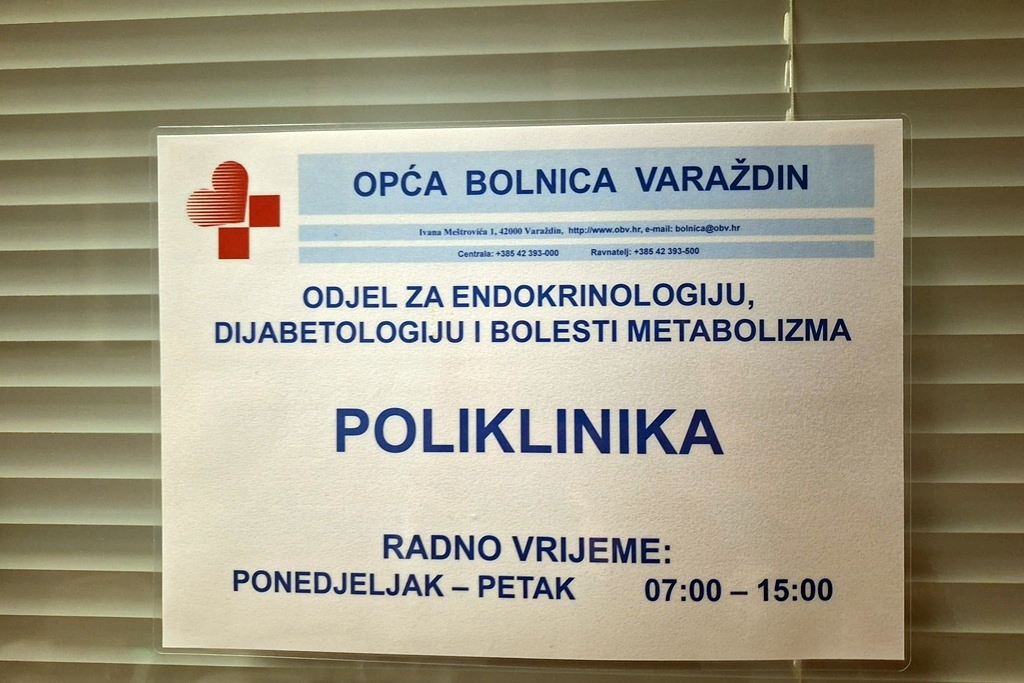 OPĆA BOLNICA VARAŽDIN
Ivana Meštrovića 1, 42000 Varaždin, http://www.obv.hr, e-mail: bolnica@obv.hr
Centrala: +385 42 393-000 Ravnatelj: +385 42 393-500
ODJEL ZA ENDOKRINOLOGIJU,
DIJABETOLOGIJU I BOLESTI METABOLIZMA
POLIKLINIKA
RADNO VRIJEME:
PONEDJELJAK – PETAK 07:00 – 15:00